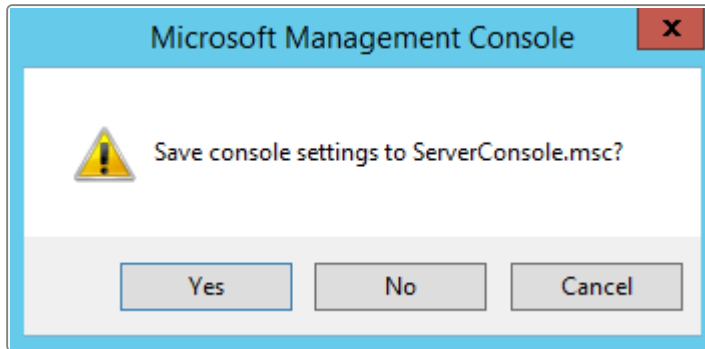 Microsoft Management Console
x
Save console settings to ServerConsole.msc?
Yes No Cancel